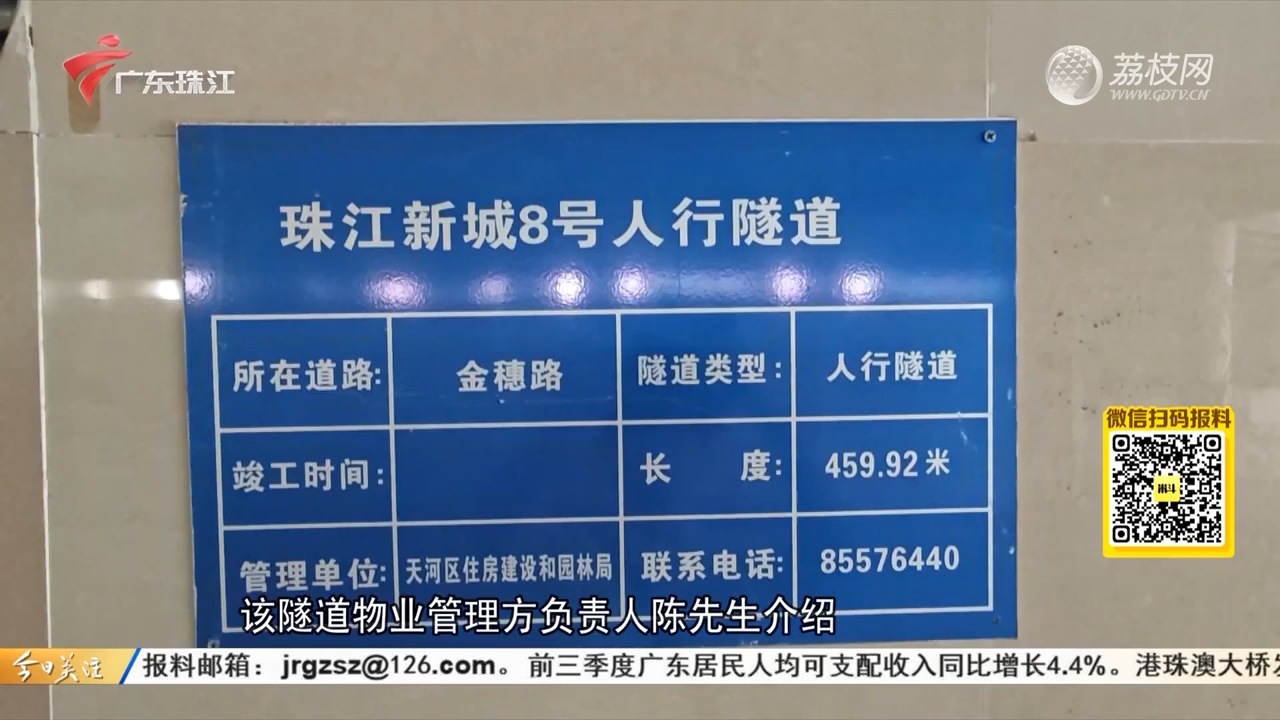 广东珠江
荔枝网
WWW.GDTV.CN
珠江新城8号人行隧道
所在道路: 金穗路 隧道类型: 人行隧道
竣工时间: 长 度: 459.92米
管理单位: 天河区住房建设和园林局 联系电话: 85576440
微信扫码报料
该隧道物业管理方负责人陈先生介绍
今日关注 报料邮箱：jrgzsz@126.com。前三季度广东居民人均可支配收入同比增长4.4%。港珠澳大桥